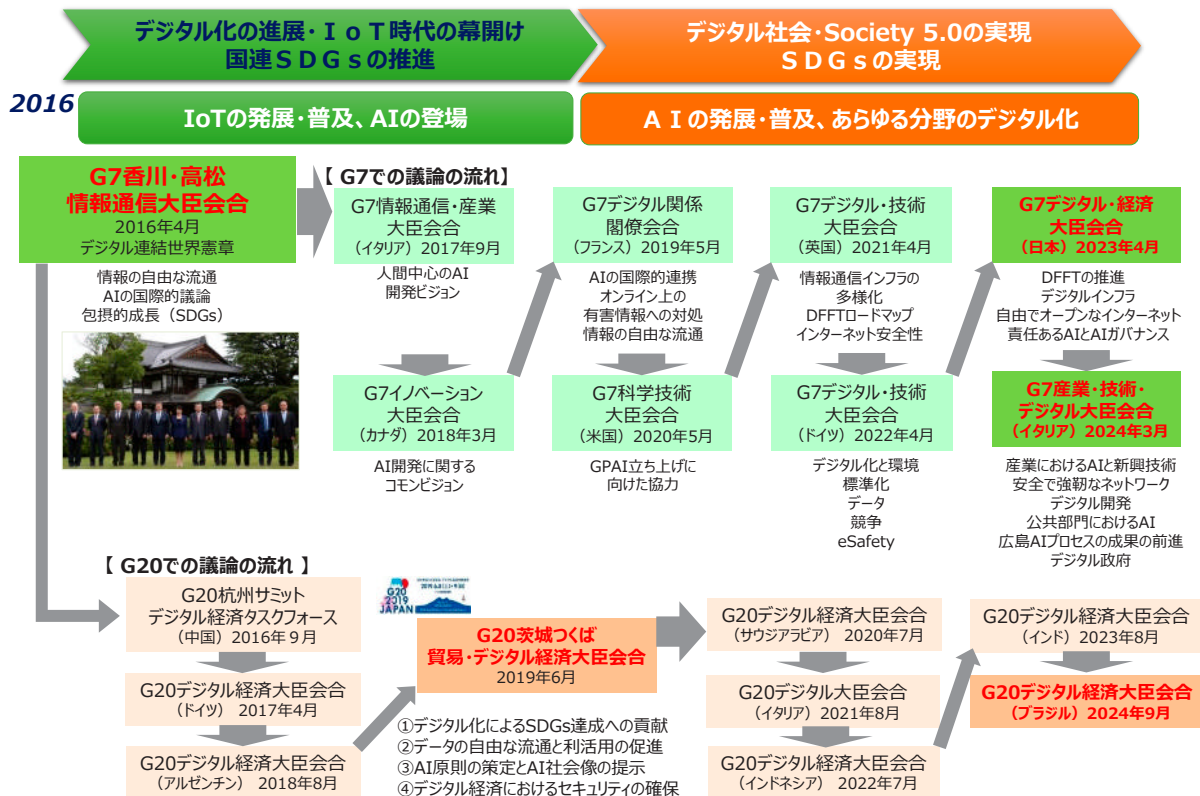 デジタル化の進展・ＩｏＴ時代の幕開け
国連ＳＤＧｓの推進
デジタル社会・Society 5.0の実現
ＳＤＧｓの実現
2016
IoTの発展・普及、AIの登場
ＡＩの発展・普及、あらゆる分野のデジタル化
G7香川・高松
情報通信大臣会合
2016年4月
デジタル連結世界憲章
情報の自由な流通
AIの国際的議論
包摂的成長（SDGs）
【 G7での議論の流れ】
G7情報通信・産業
大臣会合
（イタリア）2017年9月
人間中心のAI
開発ビジョン
G7イノベーション
大臣会合
（カナダ）2018年3月
AI開発に関する
コモンビジョン
G7デジタル関係
閣僚会合
（フランス）2019年5月
AIの国際的連携
オンライン上の
有害情報への対処
情報の自由な流通
G7科学技術
大臣会合
（米国）2020年5月
GPAI立ち上げに
向けた協力
G7デジタル・技術
大臣会合
（英国）2021年4月
情報通信インフラの
多様化
DFFTロードマップ
インターネット安全性
G7デジタル・技術
大臣会合
（ドイツ）2022年4月
デジタル化と環境
標準化
データ
競争
eSafety
G7デジタル・経済
大臣会合
（日本）2023年4月
DFFTの推進
デジタルインフラ
自由でオープンなインターネット
責任あるAIとAIガバナンス
G7産業・技術・
デジタル大臣会合
（イタリア）2024年3月
産業におけるAIと新興技術
安全で強靭なネットワーク
デジタル開発
公共部門におけるAI
広島AIプロセスの成果の前進
デジタル政府
【 G20での議論の流れ 】
G20杭州サミット
デジタル経済タスクフォース
（中国）2016年９月
G20デジタル経済大臣会合
（ドイツ） 2017年4月
G20デジタル経済大臣会合
（アルゼンチン） 2018年8月
G20
2019
JAPAN
G20茨城つくば
貿易・デジタル経済大臣会合
2019年6月
①デジタル化によるSDGs達成への貢献
②データの自由な流通と利活用の促進
③AI原則の策定とAI社会像の提示
④デジタル経済におけるセキュリティの確保
G20デジタル経済大臣会合
（サウジアラビア） 2020年7月
G20デジタル大臣会合
（イタリア）2021年8月
G20デジタル経済大臣会合
（インドネシア） 2022年7月
G20デジタル経済大臣会合
（インド） 2023年8月
G20デジタル経済大臣会合
（ブラジル）2024年9月